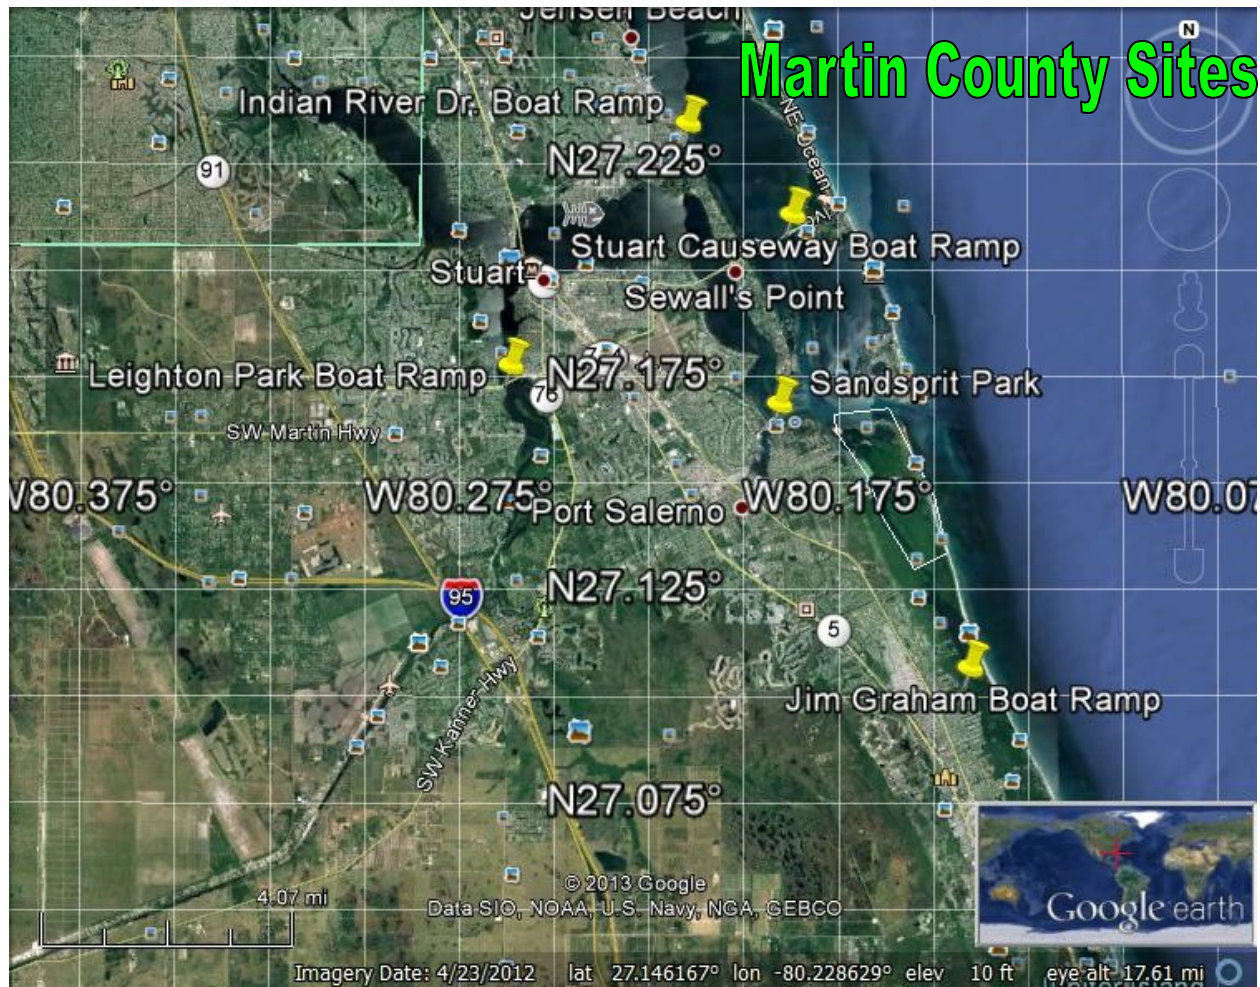 Jensen Beach
Martin County Sites
N
Indian River Dr. Boat Ramp
NE Ocean
N27.225°
91
Stuart Causeway Boat Ramp
Stuart
Sewall's Point
Leighton Park Boat Ramp
N27.175°
Sandsprit Park
76
SW Martin Hwy
W80.375°
W80.275°
Port Salerno
W80.175°
W80.07
N27.125°
95
5
SW Kanner Hwy
Jim Graham Boat Ramp
N27.075°
4.07 mi
© 2013 Google
Data SIO, NOAA, U.S. Navy, NGA, GEBCO
Google earth
Imagery Date: 4/23/2012 lat 27.146167° lon -80.228629° elev 10 ft eye alt 17.61 mi